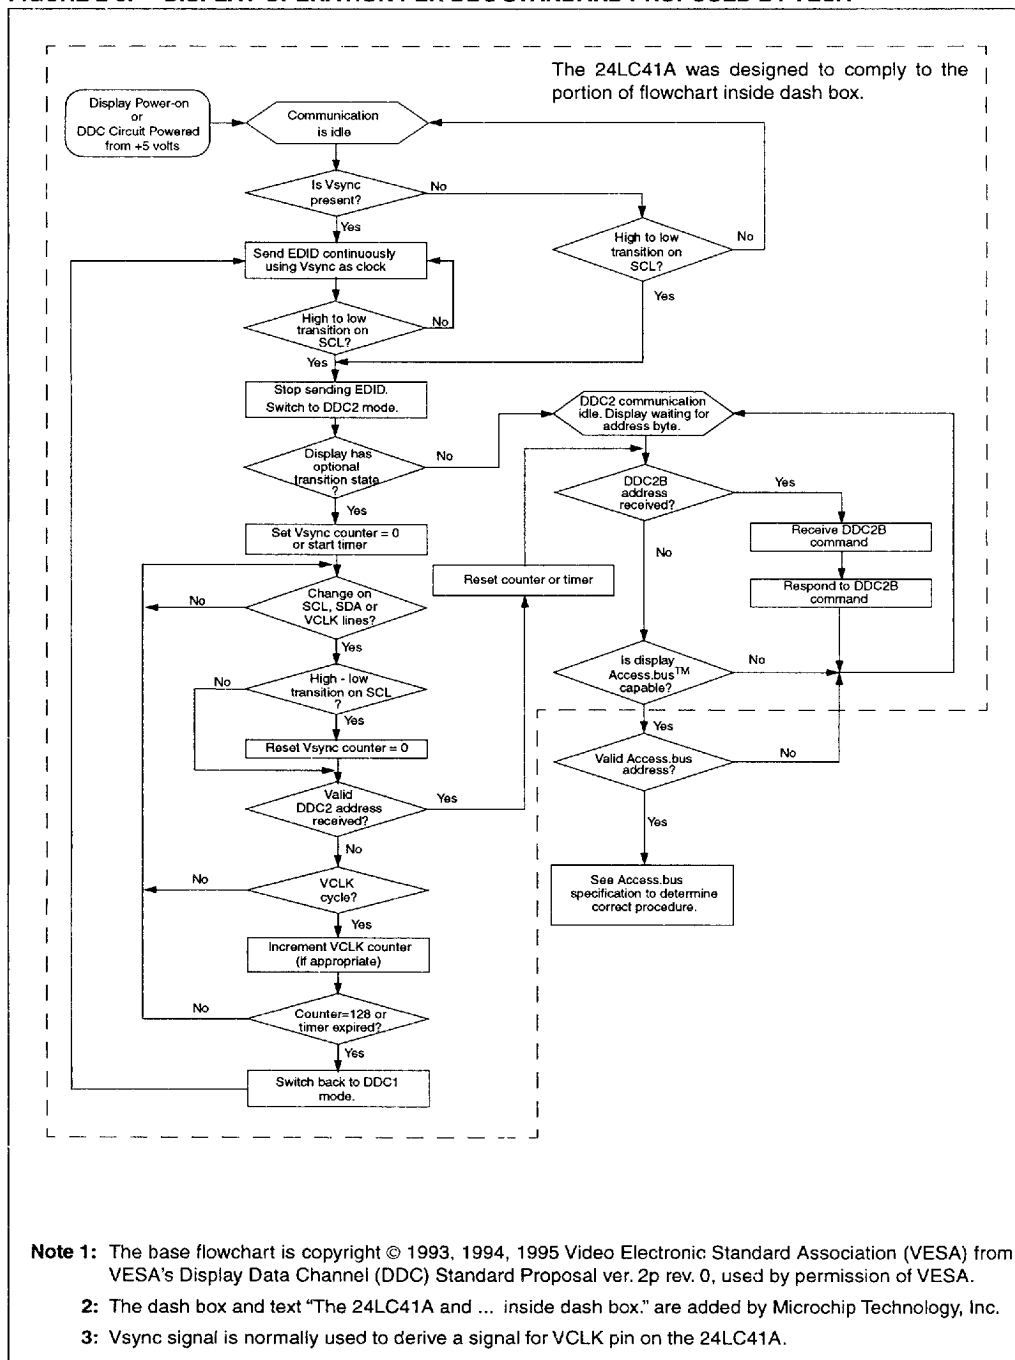 The 24LC41A was designed to comply to the
portion of flowchart inside dash box.
Display Power-on
or
DDC Circuit Powered
from +5 volts
Communication
is idle
Is Vsync
present?
No
Yes
High to low
transition on
SCL?
No
Yes
Send EDID continuously
using Vsync as clock
High to low
transition on
SCL?
No
Yes
Stop sending EDID.
Switch to DDC2 mode.
Display has
optional
transition state
?
No
Yes
DDC2 communication
idle. Display waiting for
address byte.
DDC2B
address
received?
Yes
No
Receive DDC2B
command
Respond to DDC2B
command
Set Vsync counter = 0
or start timer
Reset counter or timer
Change on
SCL, SDA or
VCLK lines?
No
Yes
High - low
transition on SCL
?
No
Yes
Reset Vsync counter = 0
Is display
Access.bus™
capable?
No
Yes
Valid Access.bus
address?
No
Yes
See Access.bus
specification to determine
correct procedure.
Valid
DDC2 address
received?
Yes
No
VCLK
cycle?
No
Yes
Increment VCLK counter
(if appropriate)
Counter=128 or
timer expired?
No
Yes
Switch back to DDC1
mode.
Note 1: The base flowchart is copyright © 1993, 1994, 1995 Video Electronic Standard Association (VESA) from
VESA's Display Data Channel (DDC) Standard Proposal ver. 2p rev. 0, used by permission of VESA.
2: The dash box and text “The 24LC41A and ... inside dash box.” are added by Microchip Technology, Inc.
3: Vsync signal is normally used to derive a signal for VCLK pin on the 24LC41A.